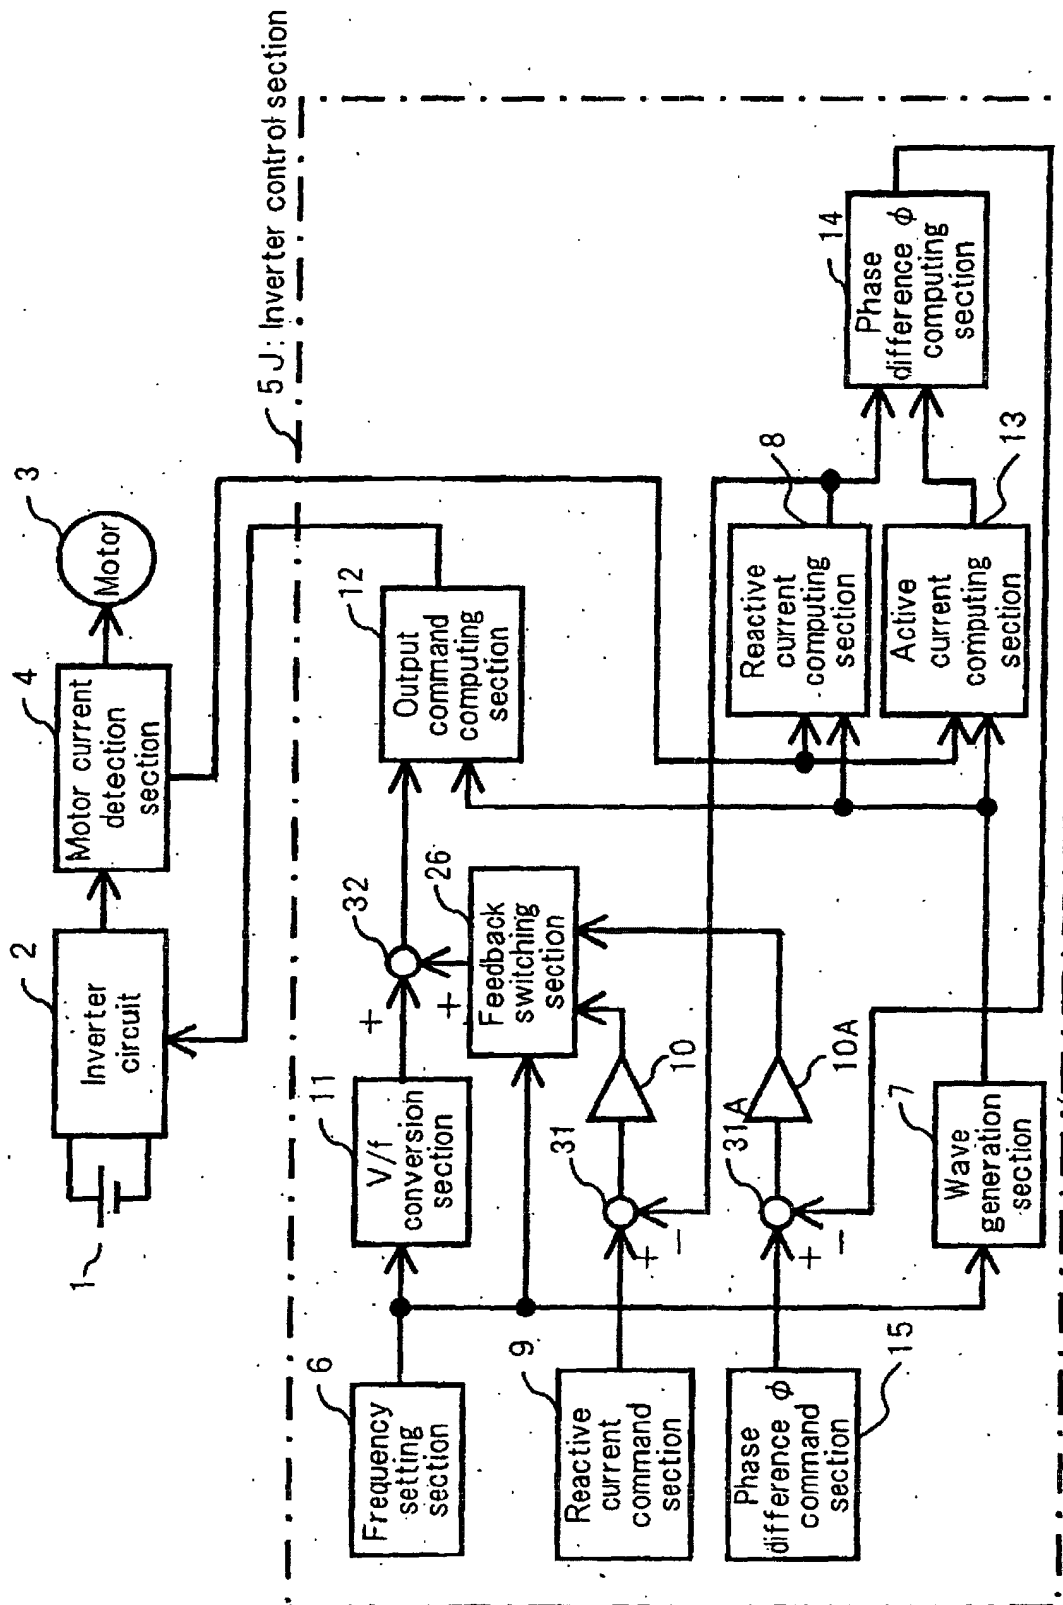 1
2
Inverter
circuit
4
Motor current
detection
section
3
Motor
5J: Inverter control section
6
Frequency
setting
section
11
V/f
conversion
section
+
32
+
12
Output
command
computing
section
26
Feedback
switching
section
9
Reactive
current
command
section
31
+
−
10
Phase
difference φ
command
section
15
31A
+
−
10A
8
Reactive
current
computing
section
Active
current
computing
section
13
14
Phase
difference φ
computing
section
7
Wave
generation
section